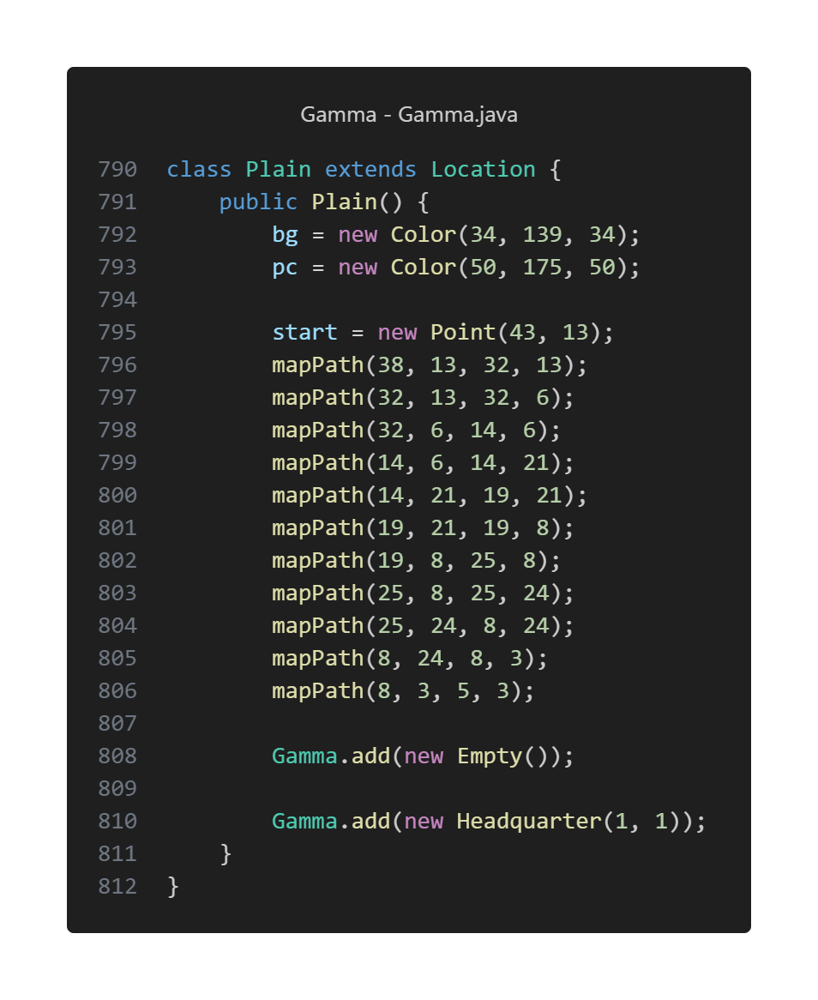 Gamma - Gamma.java
790 class Plain extends Location {
791     public Plain() {
792         bg = new Color(34, 139, 34);
793         pc = new Color(50, 175, 50);
794
795         start = new Point(43, 13);
796         mapPath(38, 13, 32, 13);
797         mapPath(32, 13, 32, 6);
798         mapPath(32, 6, 14, 6);
799         mapPath(14, 6, 14, 21);
800         mapPath(14, 21, 19, 21);
801         mapPath(19, 21, 19, 8);
802         mapPath(19, 8, 25, 8);
803         mapPath(25, 8, 25, 24);
804         mapPath(25, 24, 8, 24);
805         mapPath(8, 24, 8, 3);
806         mapPath(8, 3, 5, 3);
807
808         Gamma.add(new Empty());
809
810         Gamma.add(new Headquarter(1, 1));
811     }
812 }